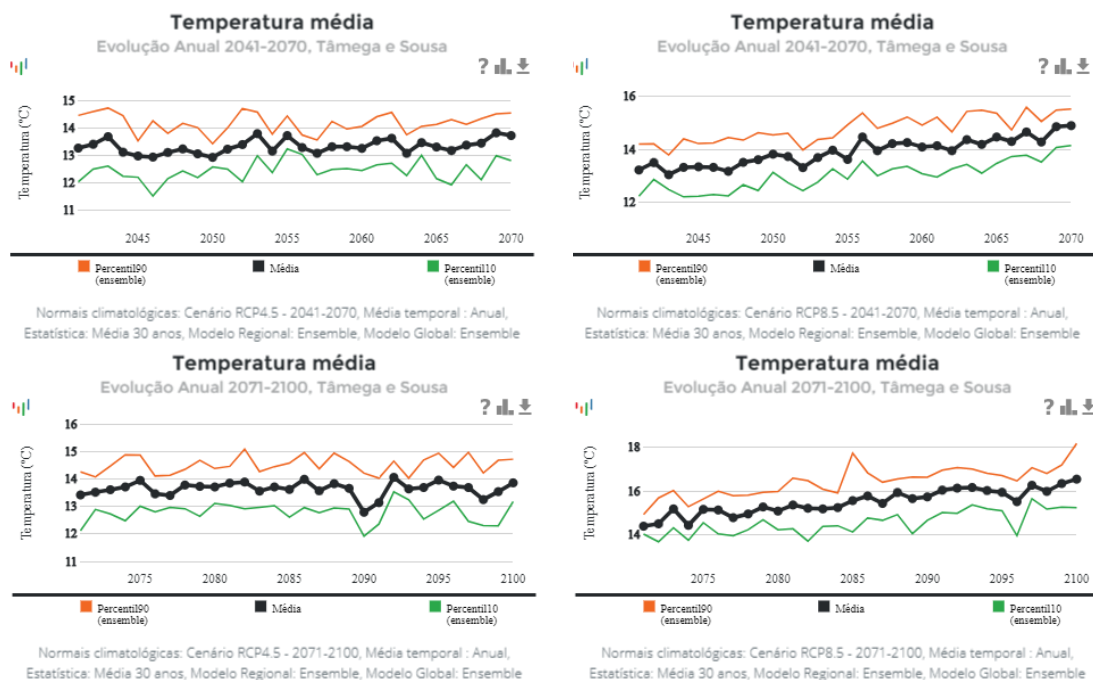 Temperatura média
Evolução Anual 2041-2070, Tâmega e Sousa
?
Temperatura (°C)
15
14
13
12
11
2045
2050
2055
2060
2065
2070
Percentil90
(ensemble)
Média
Percentil10
(ensemble)
Normais climatológicas: Cenário RCP4.5 - 2041-2070, Média temporal : Anual,
Estatística: Média 30 anos, Modelo Regional: Ensemble, Modelo Global: Ensemble
Temperatura média
Evolução Anual 2041-2070, Tâmega e Sousa
?
Temperatura (°C)
16
14
12
2045
2050
2055
2060
2065
2070
Percentil90
(ensemble)
Média
Percentil10
(ensemble)
Normais climatológicas: Cenário RCP8.5 - 2041-2070, Média temporal : Anual,
Estatística: Média 30 anos, Modelo Regional: Ensemble, Modelo Global: Ensemble
Temperatura média
Evolução Anual 2071-2100, Tâmega e Sousa
?
Temperatura (°C)
16
15
14
13
12
11
2075
2080
2085
2090
2095
2100
Percentil90
(ensemble)
Média
Percentil10
(ensemble)
Normais climatológicas: Cenário RCP4.5 - 2071-2100, Média temporal : Anual,
Estatística: Média 30 anos, Modelo Regional: Ensemble, Modelo Global: Ensemble
Temperatura média
Evolução Anual 2071-2100, Tâmega e Sousa
?
Temperatura (°C)
18
16
14
2075
2080
2085
2090
2095
2100
Percentil90
(ensemble)
Média
Percentil10
(ensemble)
Normais climatológicas: Cenário RCP8.5 - 2071-2100, Média temporal : Anual,
Estatística: Média 30 anos, Modelo Regional: Ensemble, Modelo Global: Ensemble